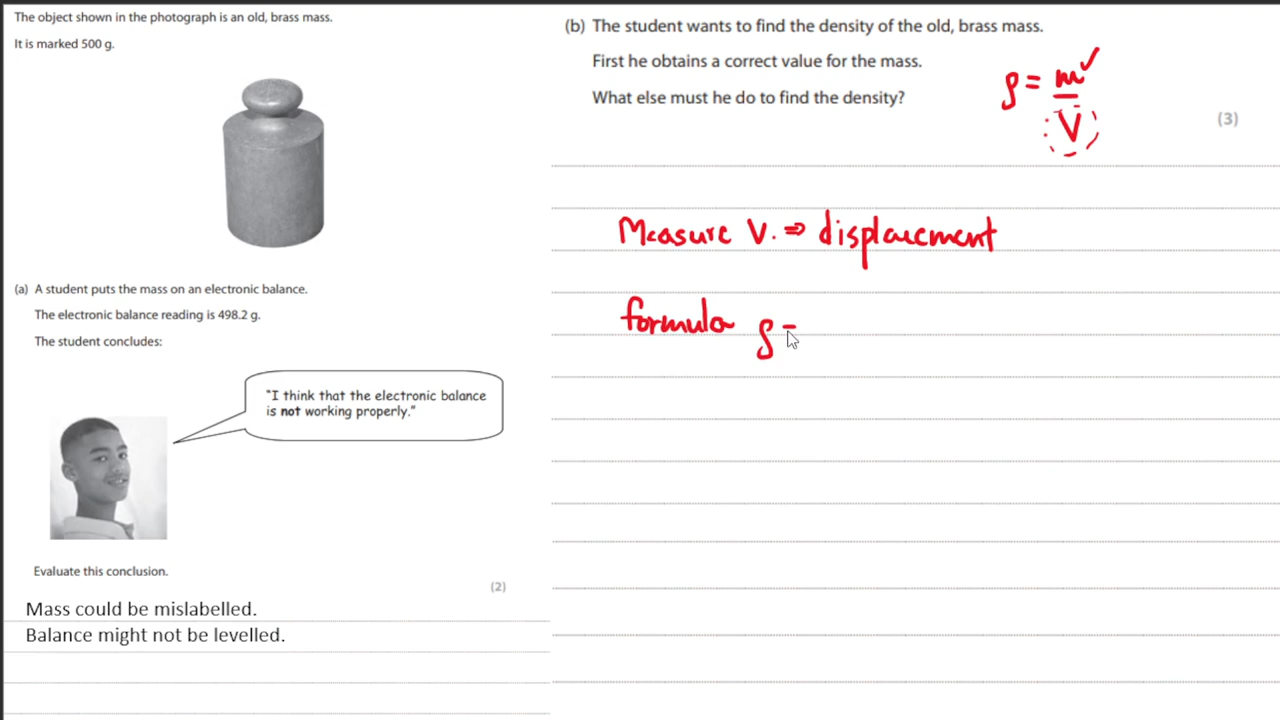 The object shown in the photograph is an old, brass mass.
It is marked 500 g.
(a) A student puts the mass on an electronic balance.
The electronic balance reading is 498.2 g.
The student concludes:
"I think that the electronic balance
is not working properly."
Evaluate this conclusion.
(2)
Mass could be mislabelled.
Balance might not be levelled.
(b) The student wants to find the density of the old, brass mass.
First he obtains a correct value for the mass.
What else must he do to find the density?
ρ = m✓
V
(3)
Measure V. ⇒ displacement
formula ρ =